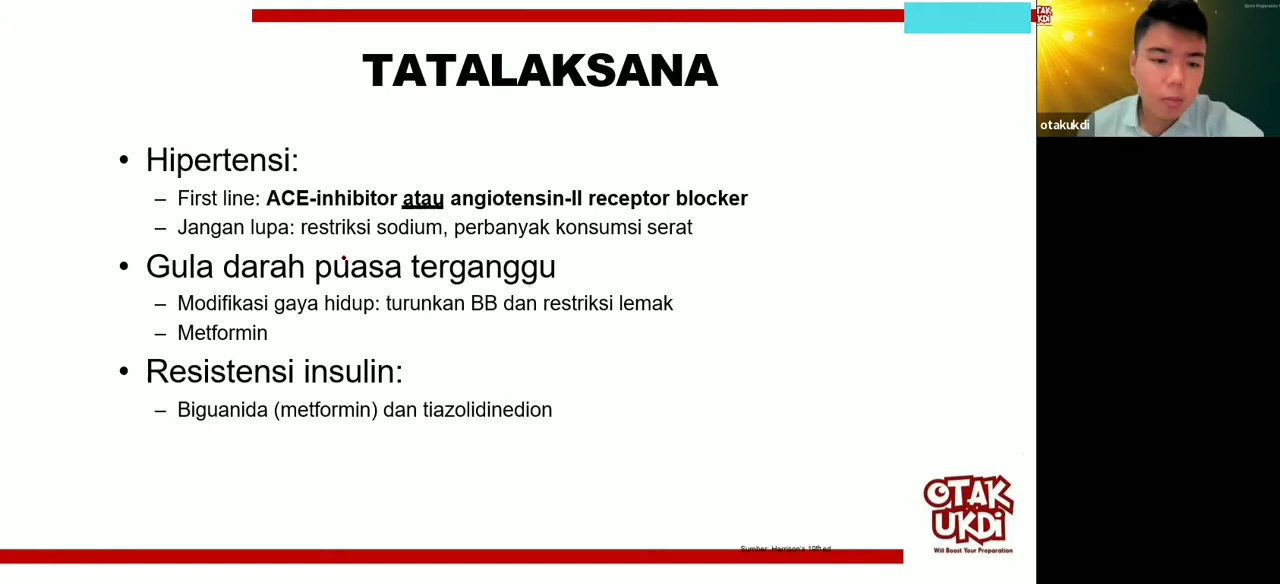 TATALAKSANA
• Hipertensi:
– First line: ACE-inhibitor atau angiotensin-II receptor blocker
– Jangan lupa: restriksi sodium, perbanyak konsumsi serat
• Gula darah puasa terganggu
– Modifikasi gaya hidup: turunkan BB dan restriksi lemak
– Metformin
• Resistensi insulin:
– Biguanida (metformin) dan tiazolidinedion
Sumber: Harrison's 19th ed
OTAK
UKDI
Will Boost Your Preparation
otakukdi